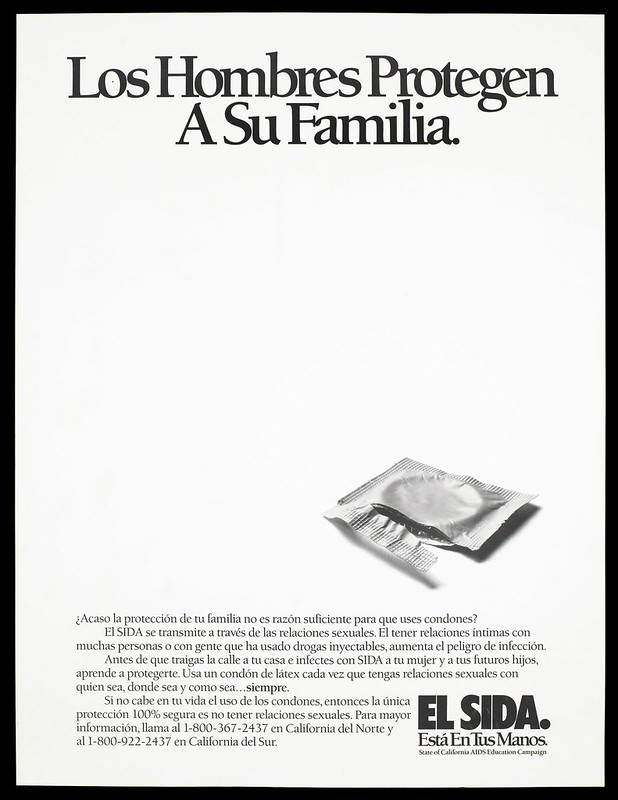 Los Hombres Protegen
A Su Familia.
¿Acaso la protección de tu familia no es razón suficiente para que uses condones?
El SIDA se transmite a través de las relaciones sexuales. El tener relaciones íntimas con
muchas personas o con gente que ha usado drogas inyectables, aumenta el peligro de infección.
Antes de que traigas la calle a tu casa e infectes con SIDA a tu mujer y a tus futuros hijos,
aprende a protegerte. Usa un condón de látex cada vez que tengas relaciones sexuales con
quien sea, donde sea y como sea...siempre.
Si no cabe en tu vida el uso de los condones, entonces la única
protección 100% segura es no tener relaciones sexuales. Para mayor
información, llama al 1-800-367-2437 en California del Norte y
al 1-800-922-2437 en California del Sur.
EL SIDA.
Está En Tus Manos.
State of California AIDS Education Campaign